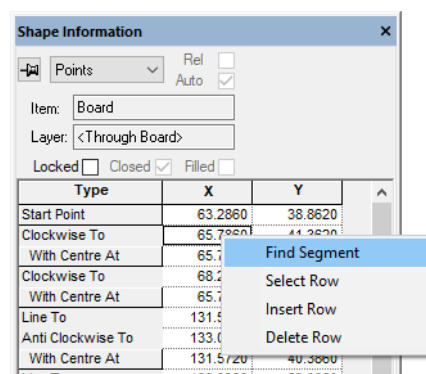 Shape Information
Points
Rel
Auto
Item: Board
Layer: <Through Board>
Locked Closed Filled
Type X Y
Start Point 63.2860 38.8620
Clockwise To
With Centre At
Clockwise To
With Centre At
Line To
Anti Clockwise To
With Centre At 131.5720 40.3860
Find Segment
Select Row
Insert Row
Delete Row